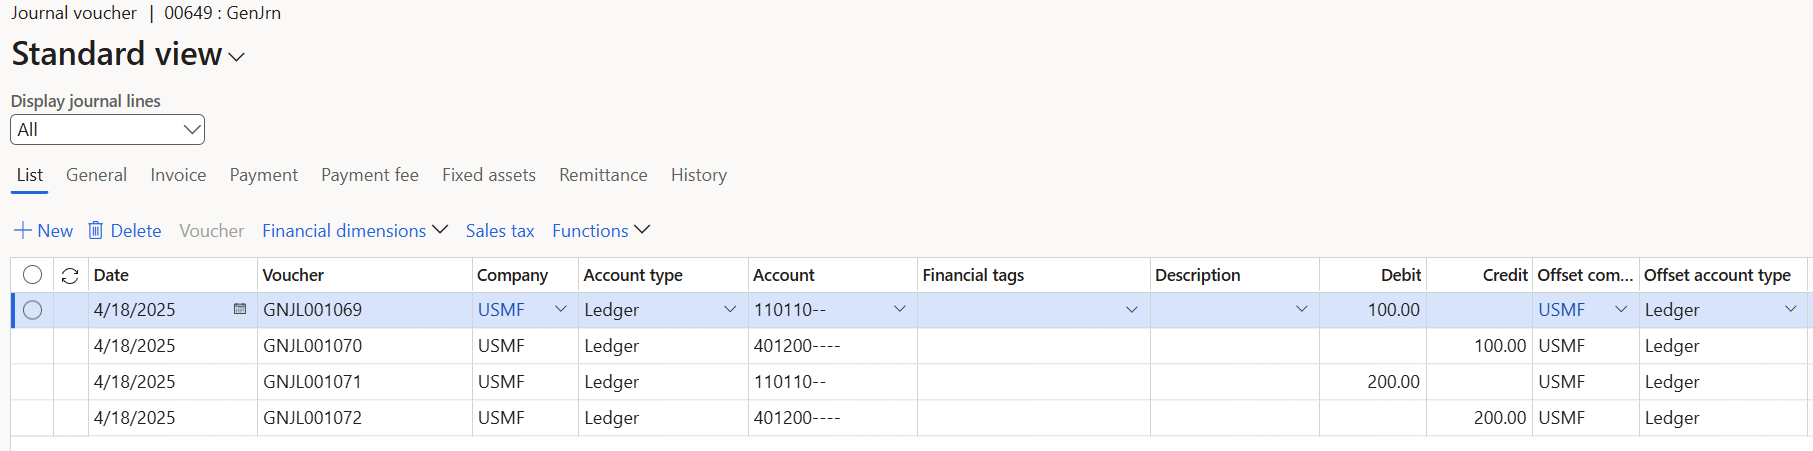 Journal voucher | 00649 : GenJrn
Standard view
Display journal lines
All
List General Invoice Payment Payment fee Fixed assets Remittance History
New Delete Voucher Financial dimensions Sales tax Functions
Date Voucher Company Account type Account Financial tags Description Debit Credit Offset com... Offset account type
4/18/2025 GNJL001069 USMF Ledger 110110-- 100.00 USMF Ledger
4/18/2025 GNJL001070 USMF Ledger 401200---- 100.00 USMF Ledger
4/18/2025 GNJL001071 USMF Ledger 110110-- 200.00 USMF Ledger
4/18/2025 GNJL001072 USMF Ledger 401200---- 200.00 USMF Ledger